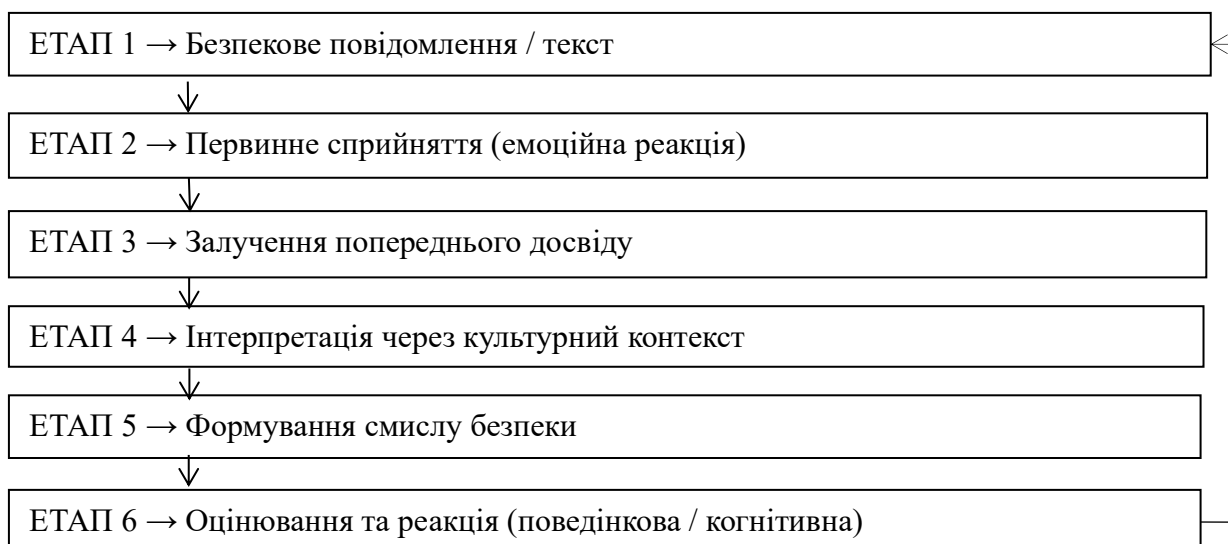 ЕТАП 1 → Безпекове повідомлення / текст
ЕТАП 2 → Первинне сприйняття (емоційна реакція)
ЕТАП 3 → Залучення попереднього досвіду
ЕТАП 4 → Інтерпретація через культурний контекст
ЕТАП 5 → Формування смислу безпеки
ЕТАП 6 → Оцінювання та реакція (поведінкова / когнітивна)